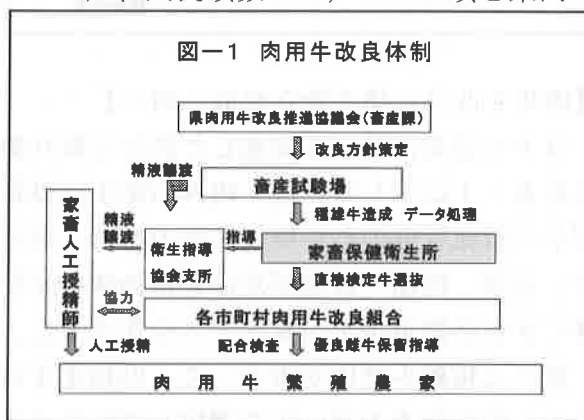 図―1 肉用牛改良体制
県肉用牛改良推進協議会(畜産課)
改良方針策定
精液譲渡
畜産試験場
種雄牛造成 データ処理
家畜人工授精師
精液譲渡
衛生指導協会支所
指導
家畜保健衛生所
直接検定牛選抜
協力
各市町村肉用牛改良組合
人工授精
配合検査
優良雌牛保留指導
肉用牛繁殖農家